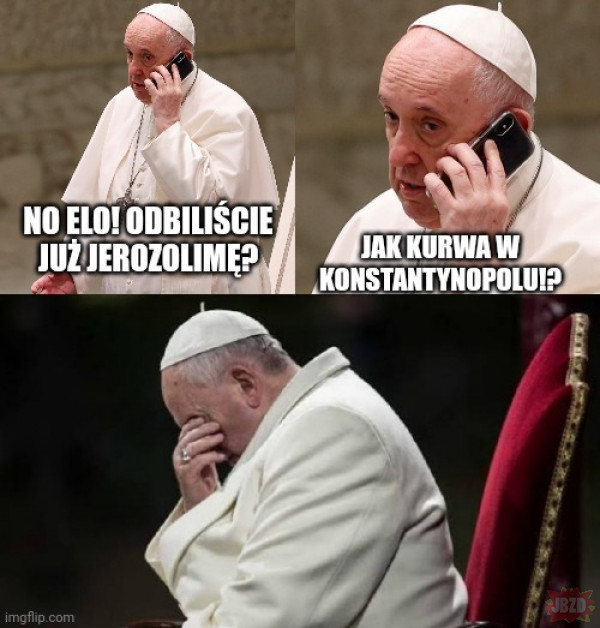 NO ELO! ODBILIŚCIE
JUŻ JEROZOLIMĘ?
JAK KURWA W
KONSTANTYNOPOLU!?
imgflip.com
JBZD